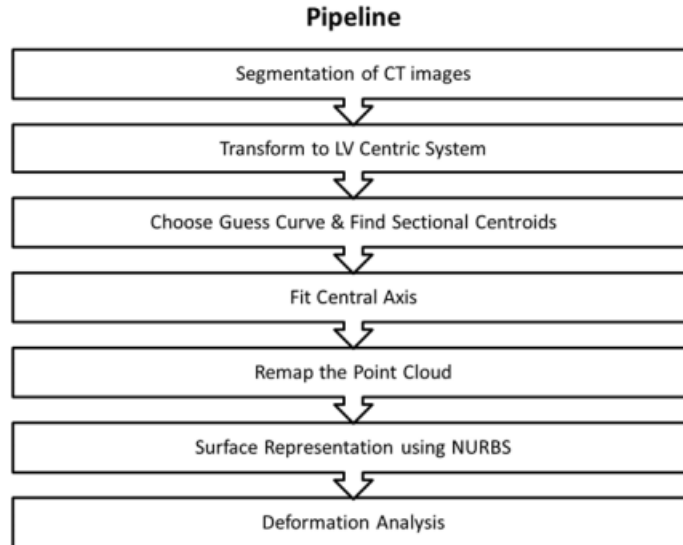 Pipeline
Segmentation of CT images
Transform to LV Centric System
Choose Guess Curve & Find Sectional Centroids
Fit Central Axis
Remap the Point Cloud
Surface Representation using NURBS
Deformation Analysis